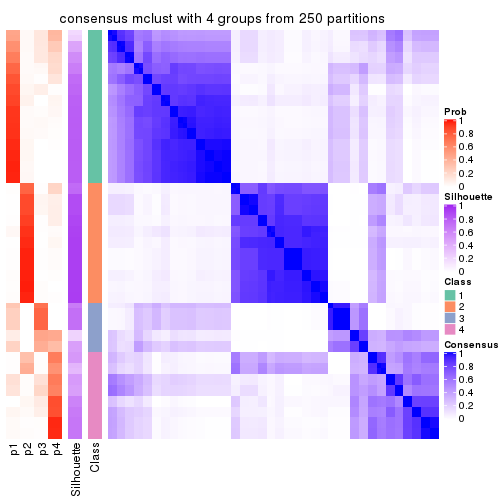 consensus mclust with 4 groups from 250 partitions
Prob
1
0.8
0.6
0.4
0.2
0
Silhouette
1
0.8
0.6
0.4
0.2
0
Class
1
2
3
4
Consensus
1
0.8
0.6
0.4
0.2
0
p1
p2
p3
p4
Silhouette
Class